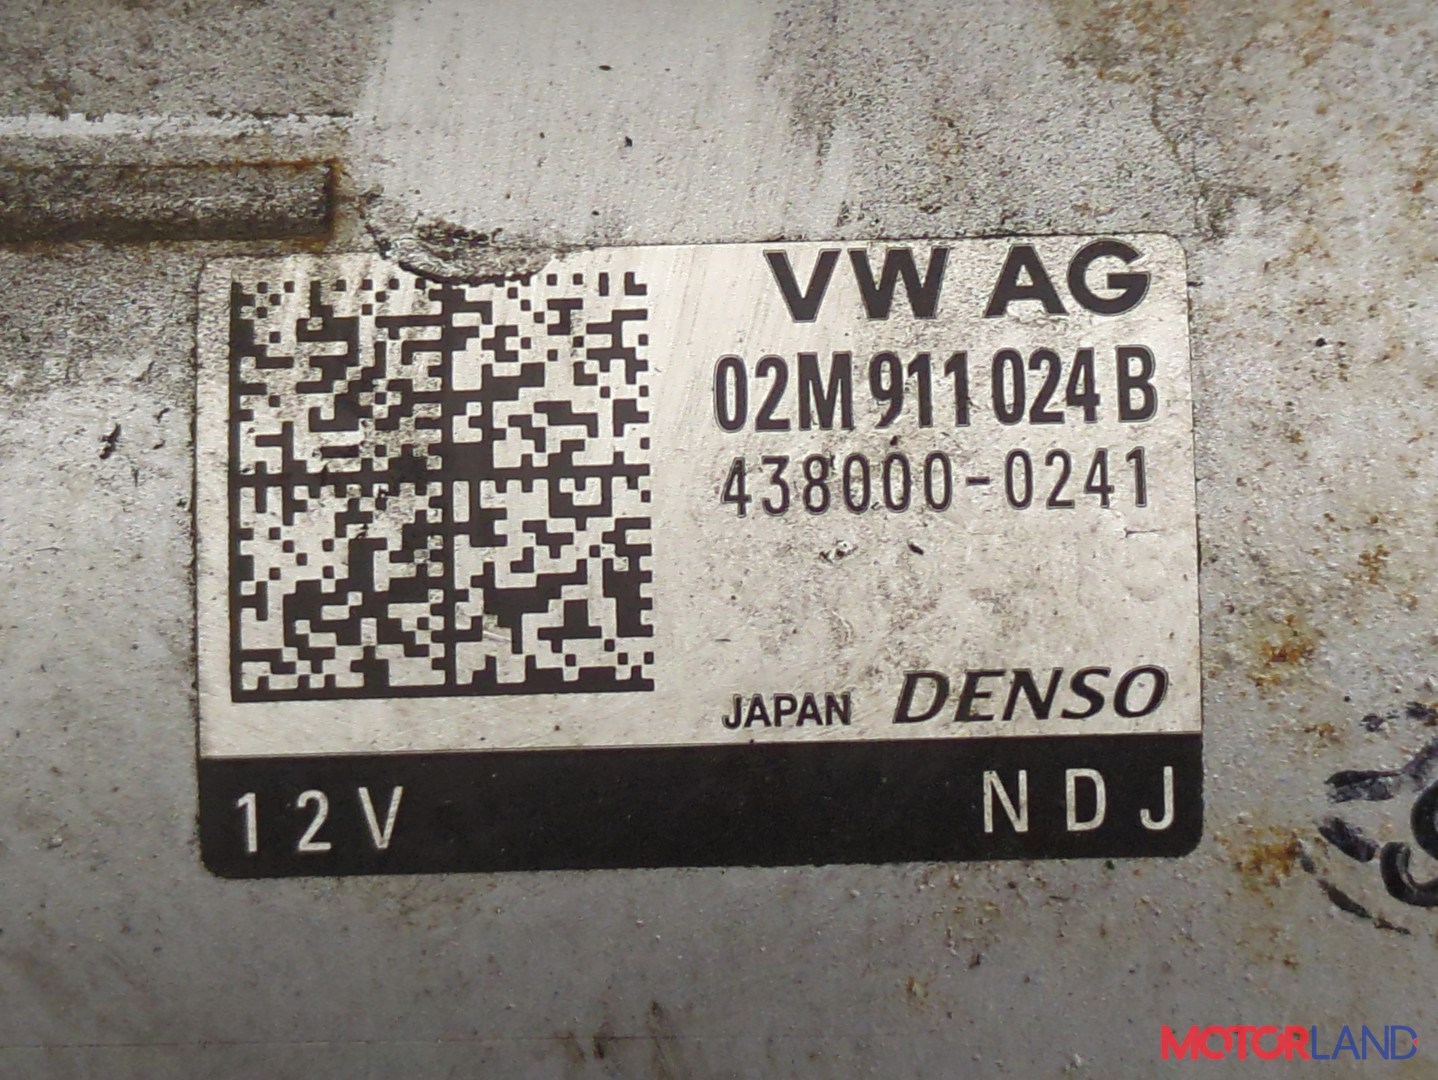 VW AG
02M 911 024 B
438000-0241
JAPAN DENSO
12V NDJ
MOTORLAND